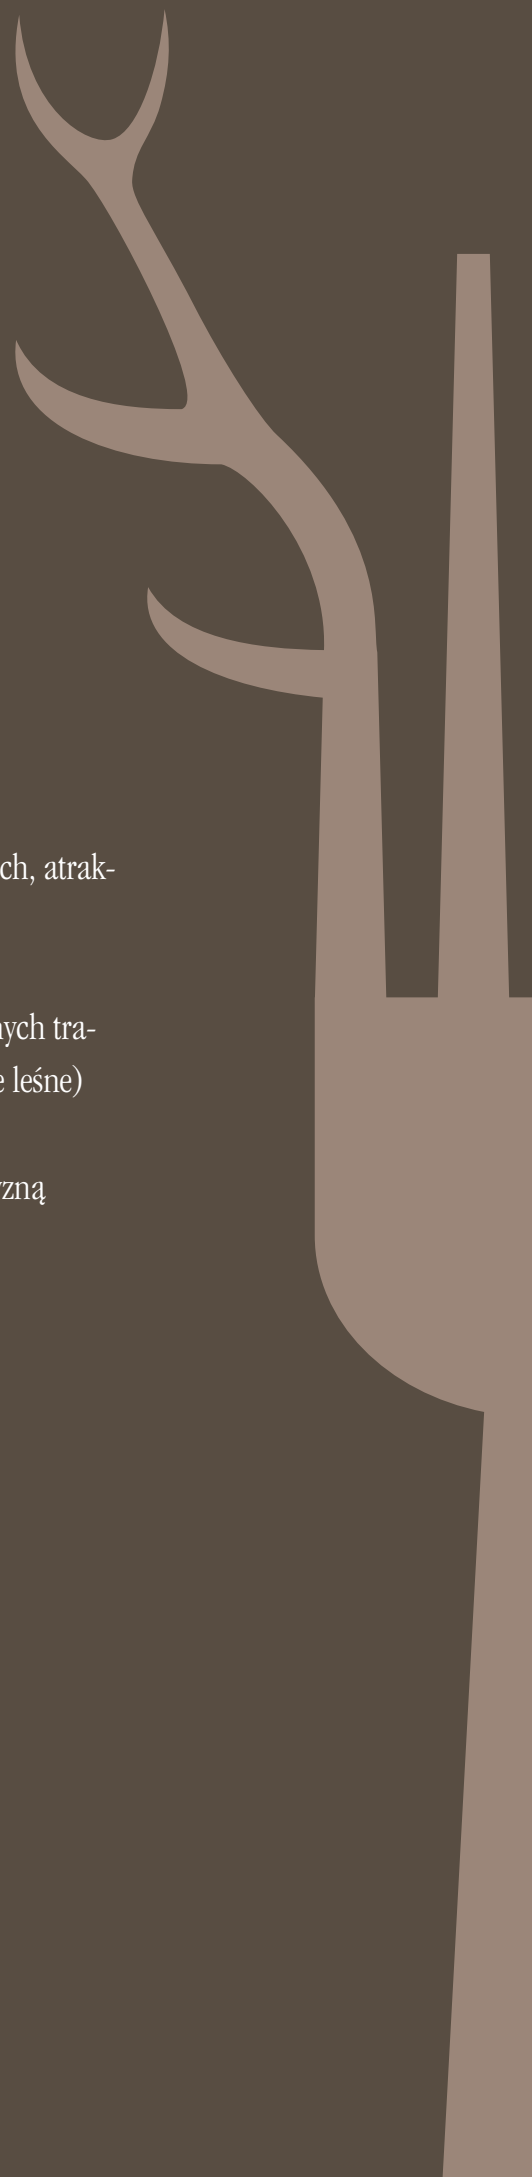 ch, atrak-
ych tra-
e leśne)
zną